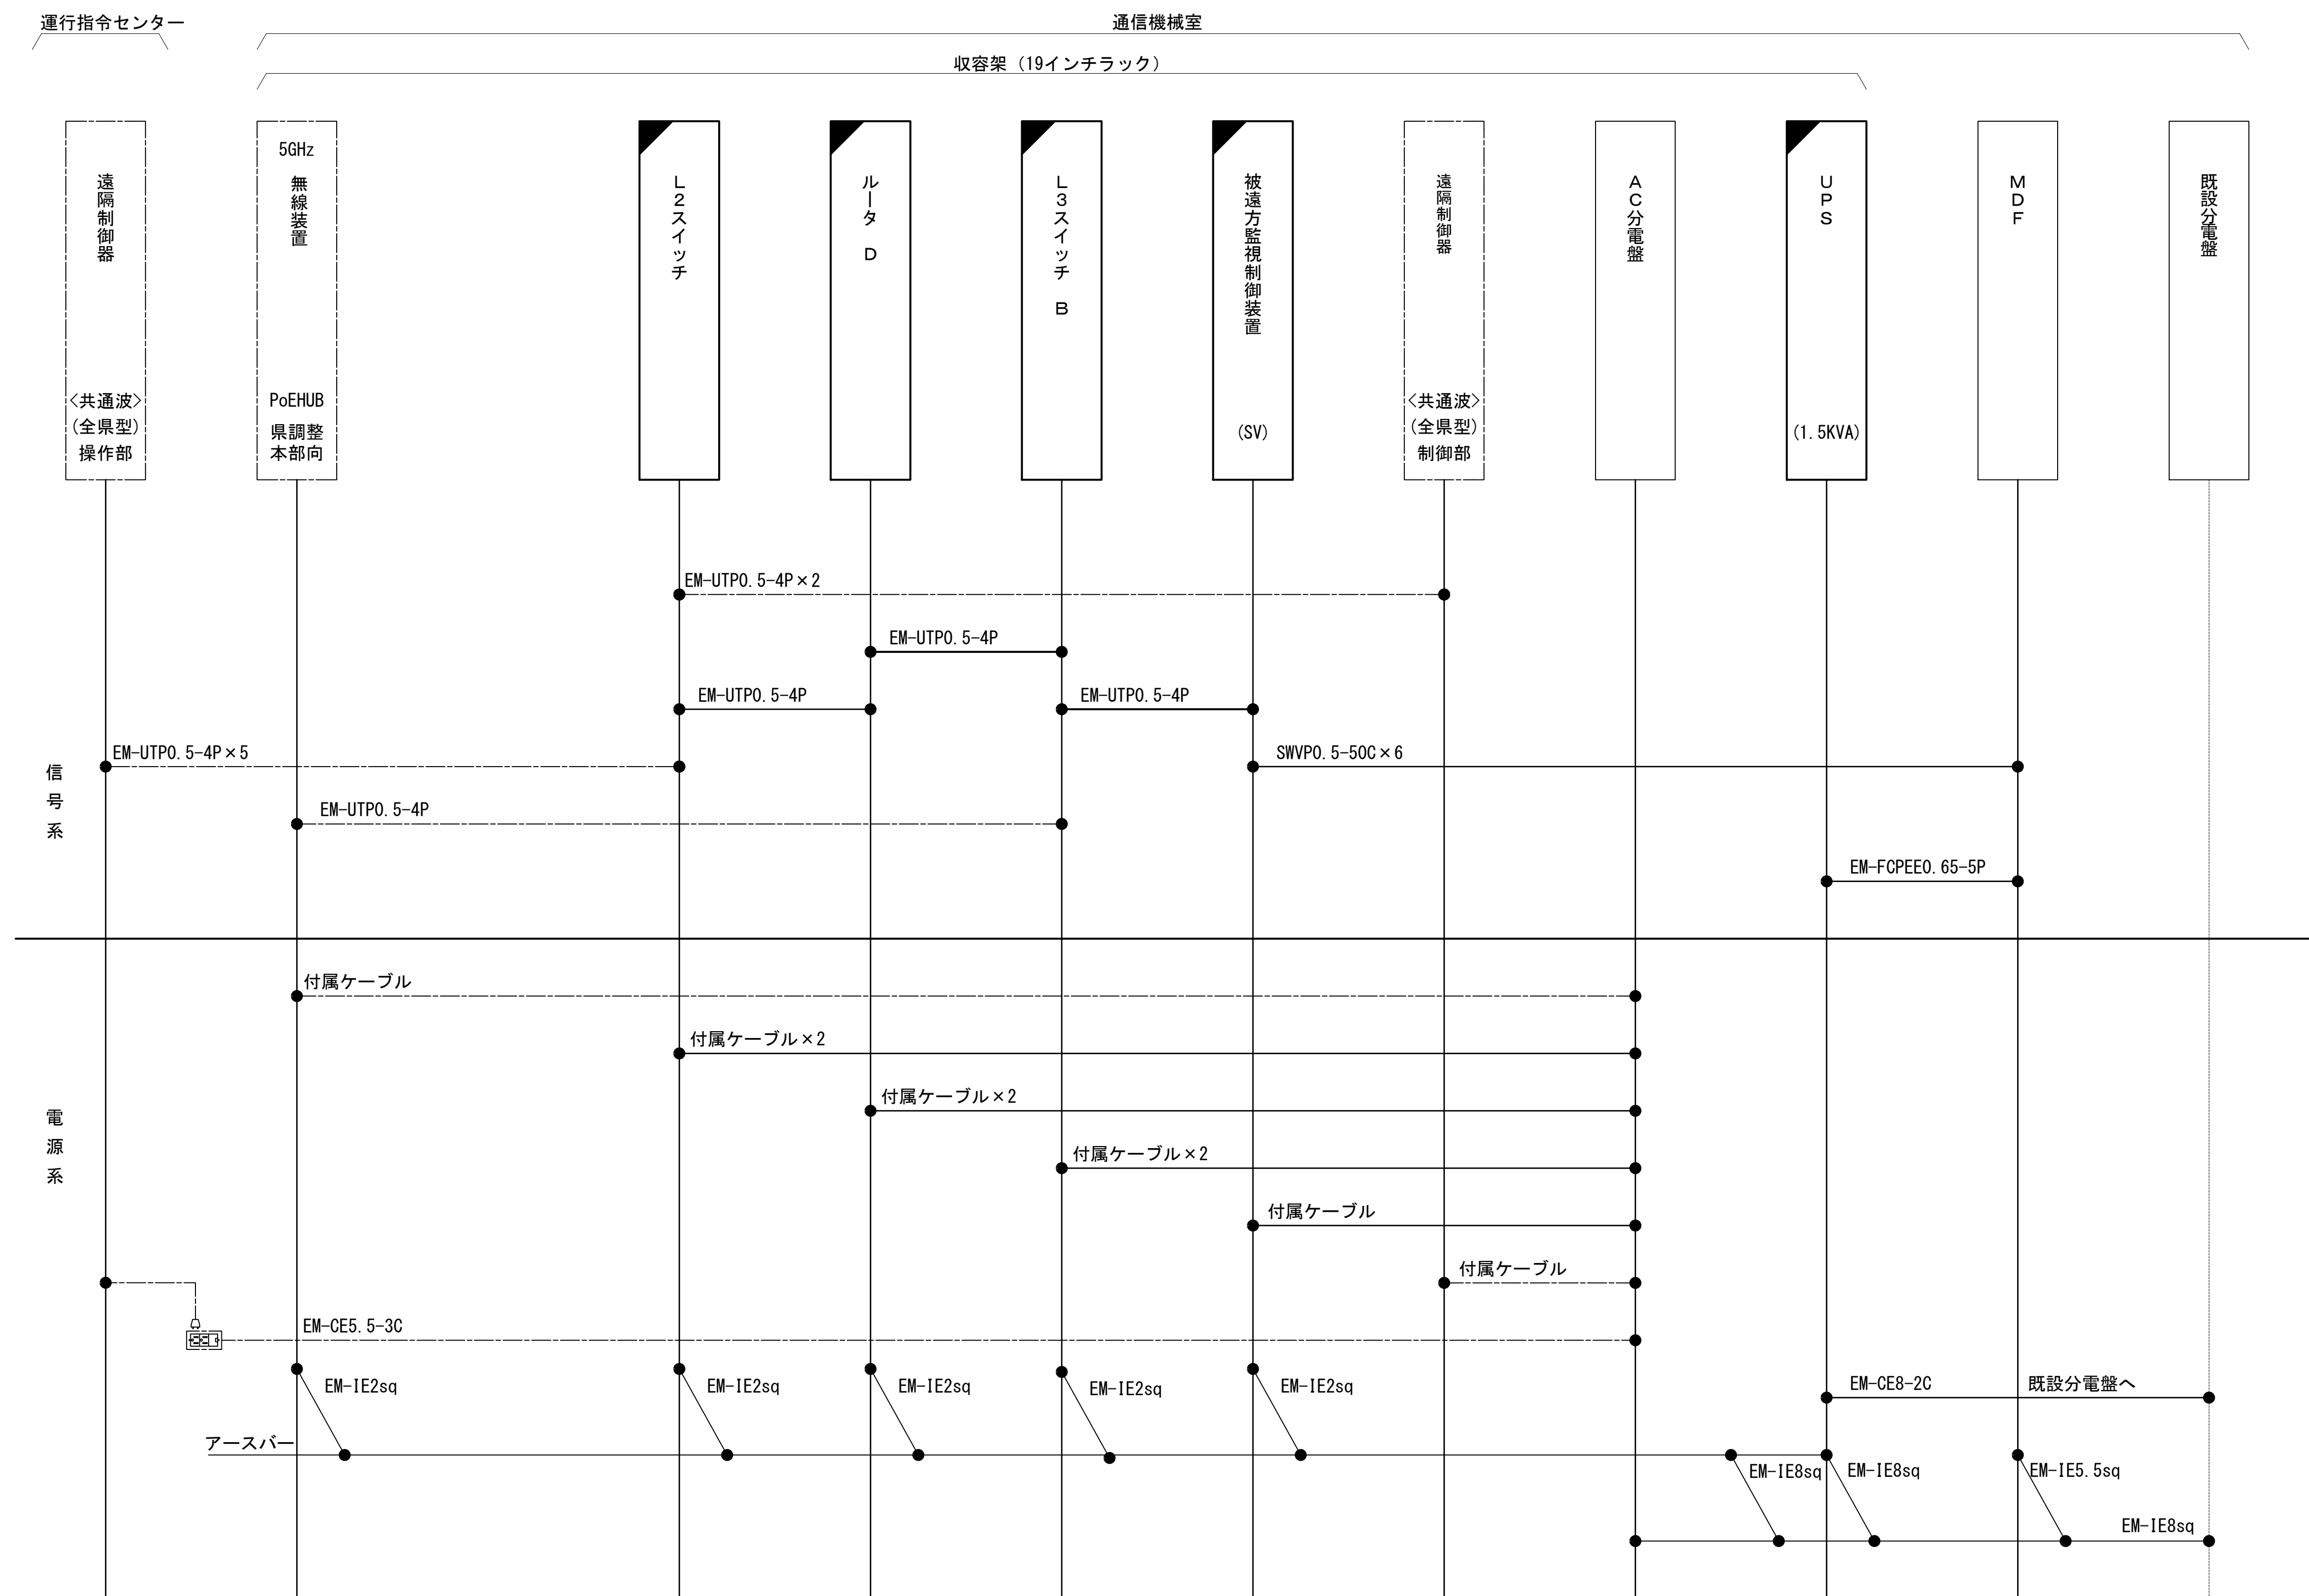 運行指令センター
通信機械室
収容架（19インチラック）
遠隔制御器
<共通波>
(全県型)
操作部
5GHz
無線装置
PoEHUB
県調整
本部向
L2スイッチ
ルータ D
L3スイッチ B
被遠方監視制御装置
(SV)
遠隔制御器
<共通波>
(全県型)
制御部
AC分電盤
UPS
(1.5KVA)
MDF
既設分電盤
EM-UTP0.5-4P×2
EM-UTP0.5-4P
EM-UTP0.5-4P
EM-UTP0.5-4P
EM-UTP0.5-4P×5
SWVP0.5-50C×6
信号系
EM-UTP0.5-4P
EM-FCPEE0.65-5P
付属ケーブル
付属ケーブル×2
付属ケーブル×2
電源系
付属ケーブル×2
付属ケーブル
付属ケーブル
EM-CE5.5-3C
EM-IE2sq
EM-IE2sq
EM-IE2sq
EM-IE2sq
EM-IE2sq
EM-CE8-2C
既設分電盤へ
アースバー
EM-IE8sq
EM-IE8sq
EM-IE5.5sq
EM-IE8sq